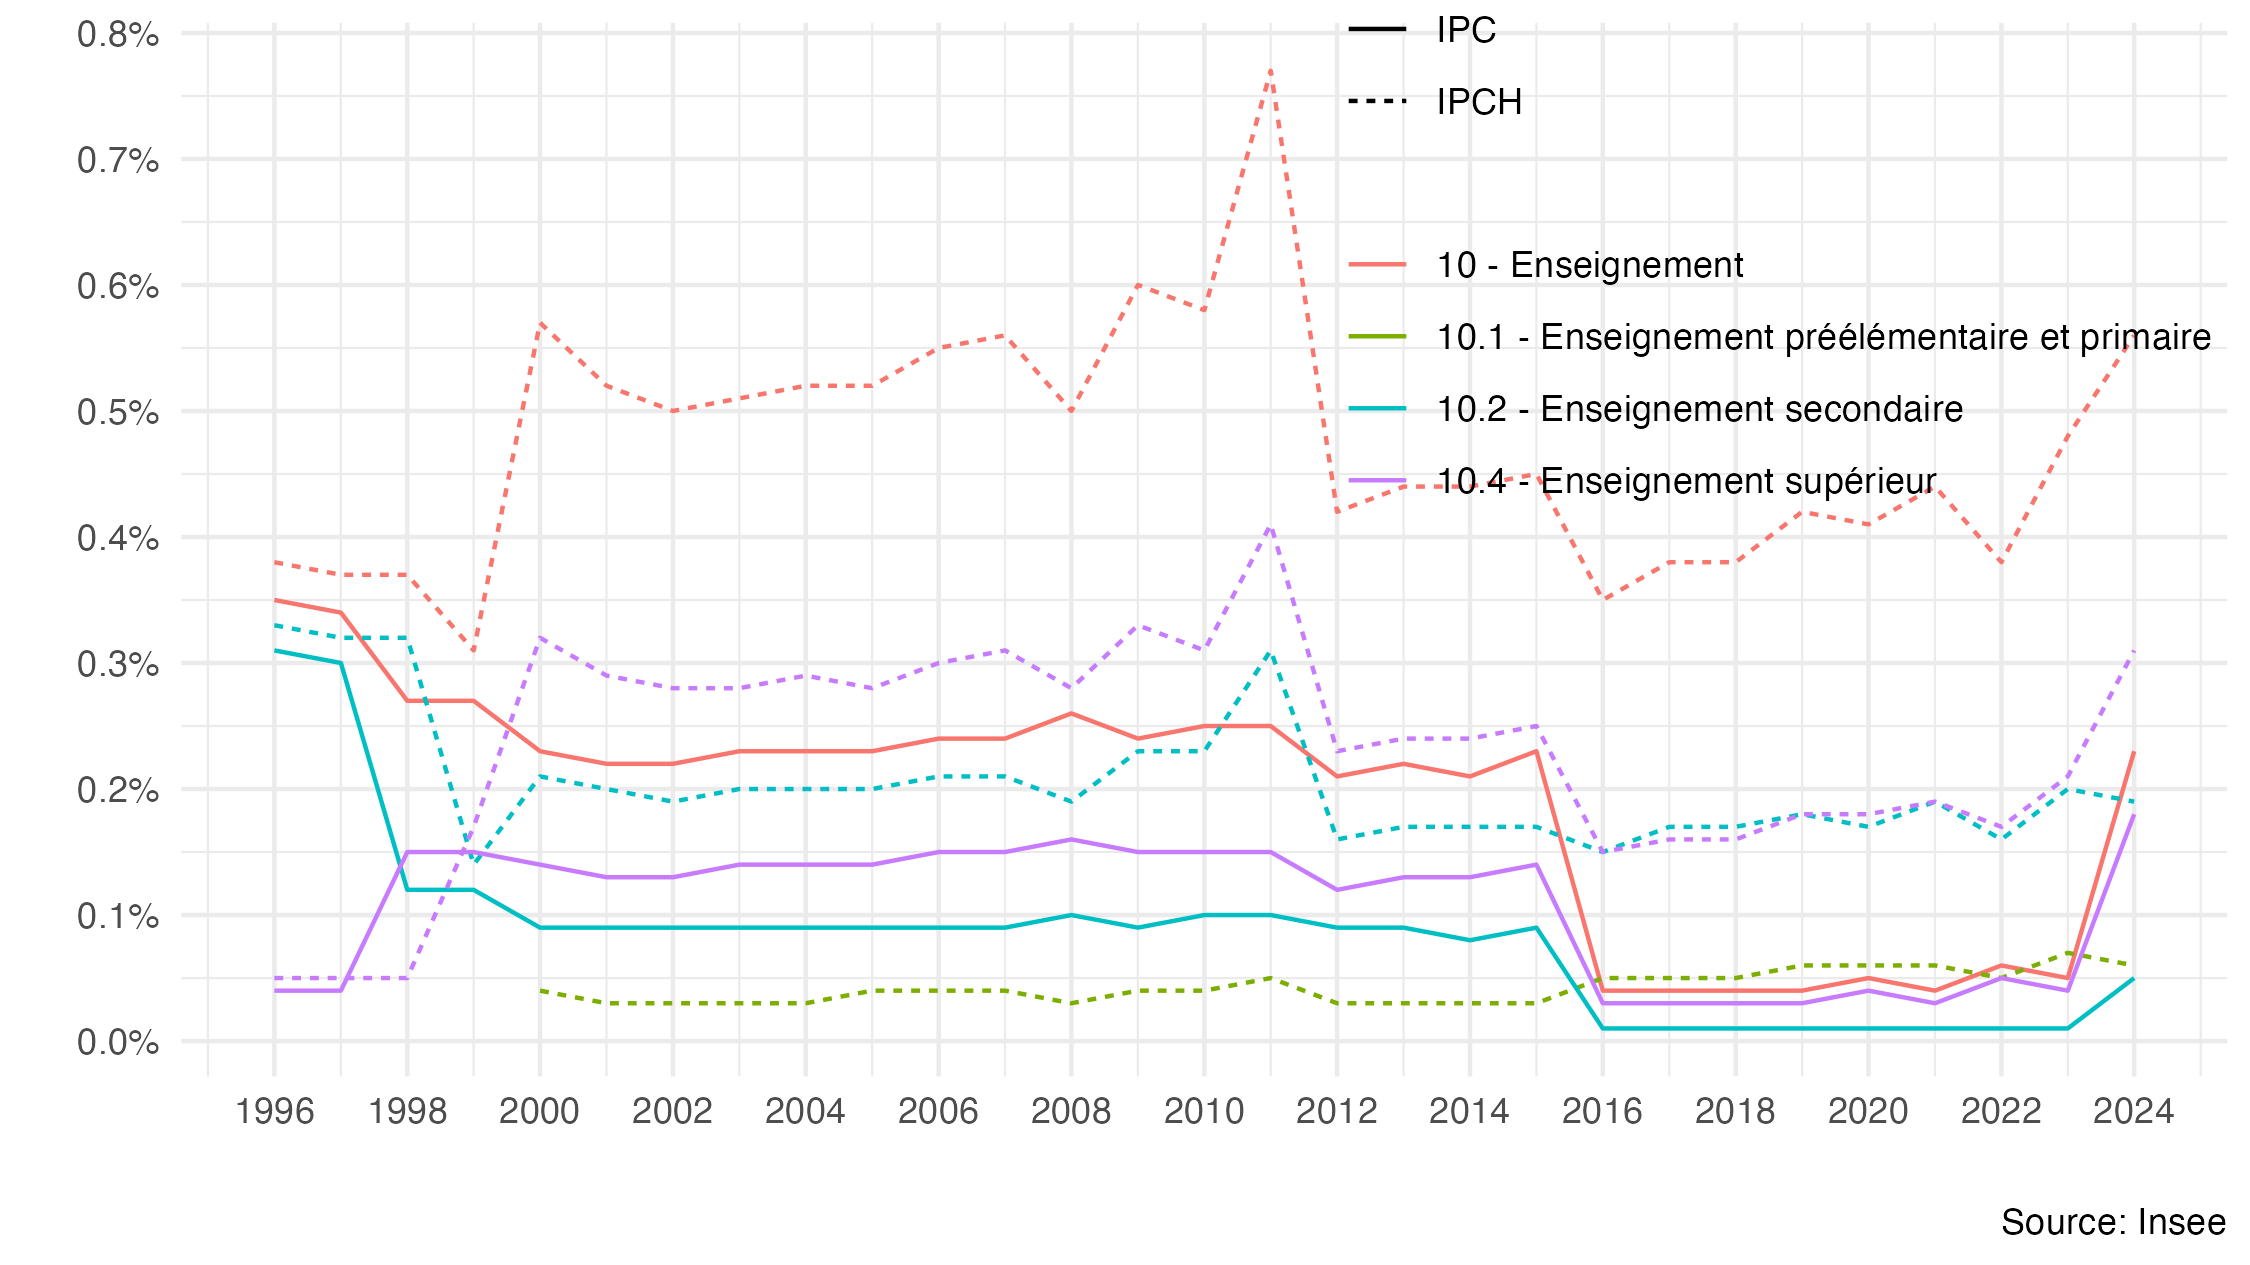 IPC
IPCH
10 - Enseignement
10.1 - Enseignement préélémentaire et primaire
10.2 - Enseignement secondaire
10.4 - Enseignement supérieur
0.8%
0.7%
0.6%
0.5%
0.4%
0.3%
0.2%
0.1%
0.0%
1996 1998 2000 2002 2004 2006 2008 2010 2012 2014 2016 2018 2020 2022 2024
Source: Insee